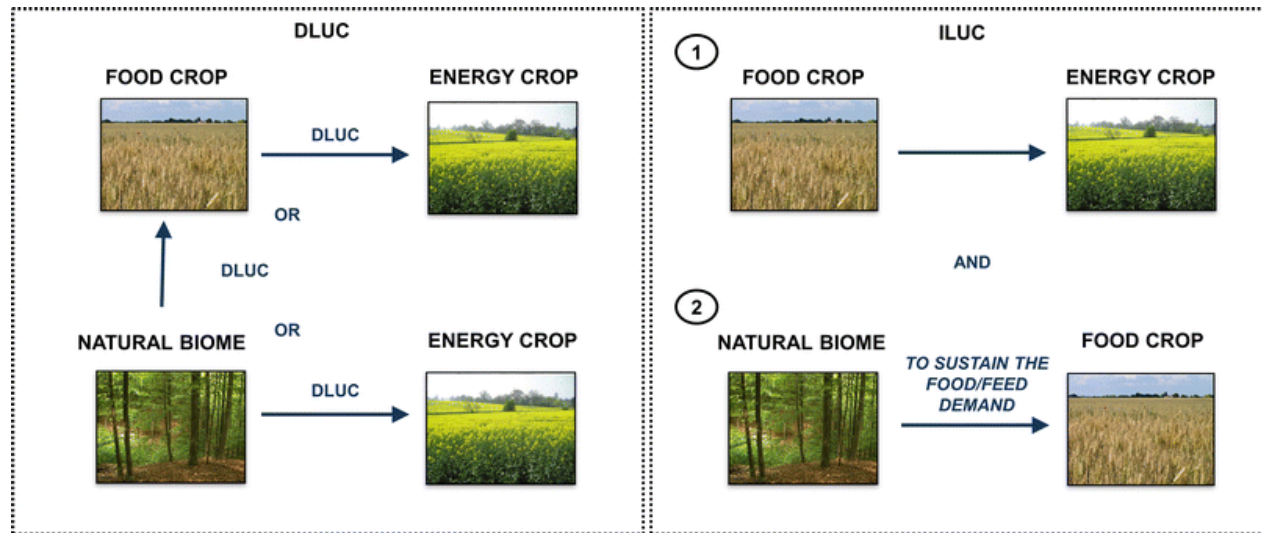 DLUC
FOOD CROP
ENERGY CROP
DLUC
OR
DLUC
OR
NATURAL BIOME
ENERGY CROP
DLUC
ILUC
1
FOOD CROP
ENERGY CROP
AND
2
NATURAL BIOME
FOOD CROP
TO SUSTAIN THE
FOOD/FEED
DEMAND